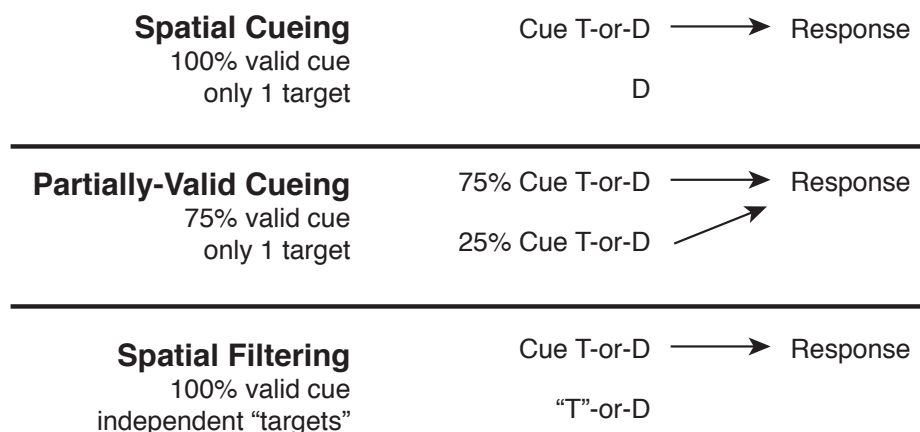 Spatial Cueing
100% valid cue
only 1 target
Cue T-or-D
Response
D
Partially-Valid Cueing
75% valid cue
only 1 target
75% Cue T-or-D
Response
25% Cue T-or-D
Spatial Filtering
100% valid cue
independent “targets”
Cue T-or-D
Response
“T”-or-D